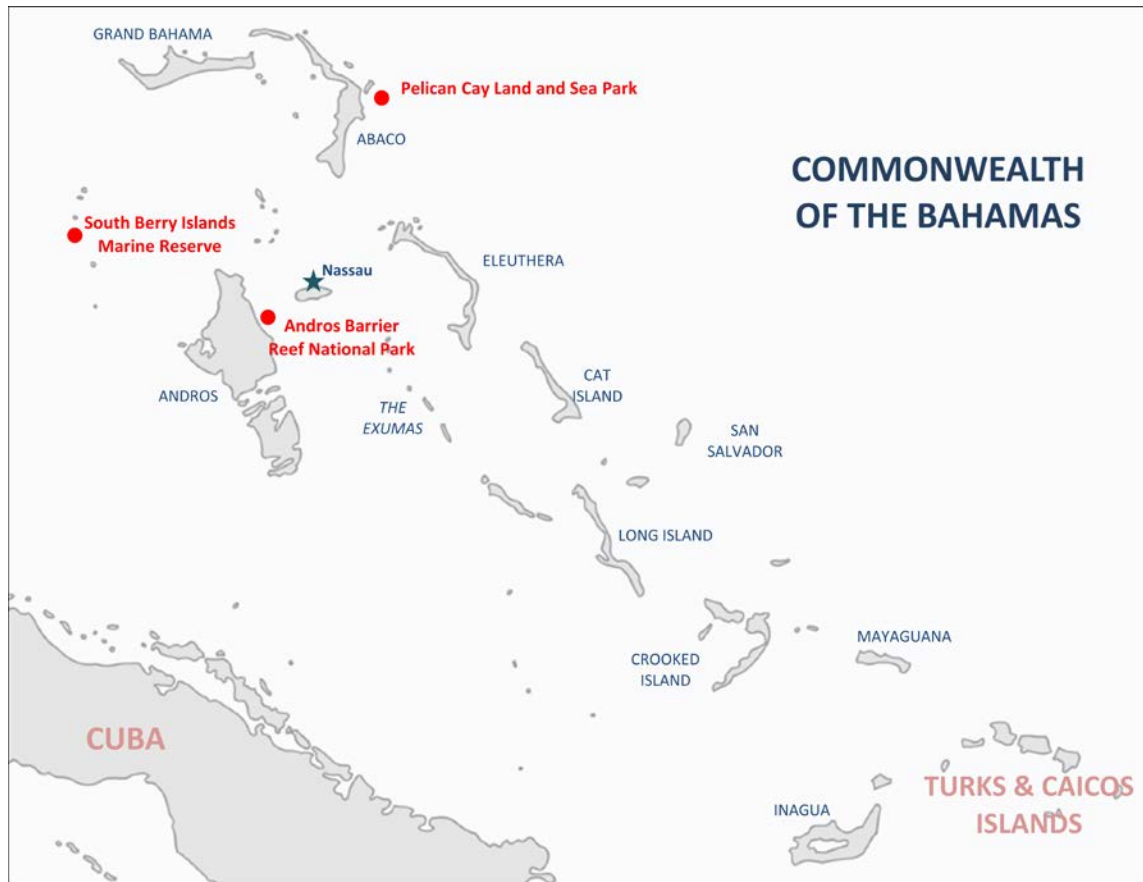 GRAND BAHAMA
Pelican Cay Land and Sea Park
ABACO
COMMONWEALTH
OF THE BAHAMAS
South Berry Islands
Marine Reserve
ELEUTHERA
Nassau
Andros Barrier
Reef National Park
ANDROS
THE
EXUMAS
CAT
ISLAND
SAN
SALVADOR
LONG ISLAND
MAYAGUANA
CROOKED
ISLAND
CUBA
TURKS & CAICOS
ISLANDS
INAGUA